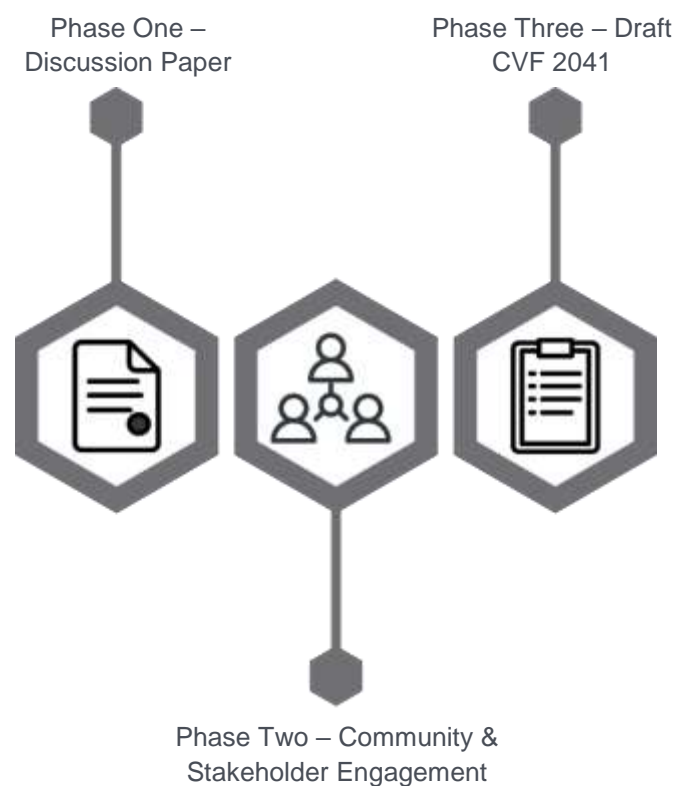 Phase One –
Discussion Paper
Phase Three – Draft
CVF 2041
Phase Two – Community &
Stakeholder Engagement